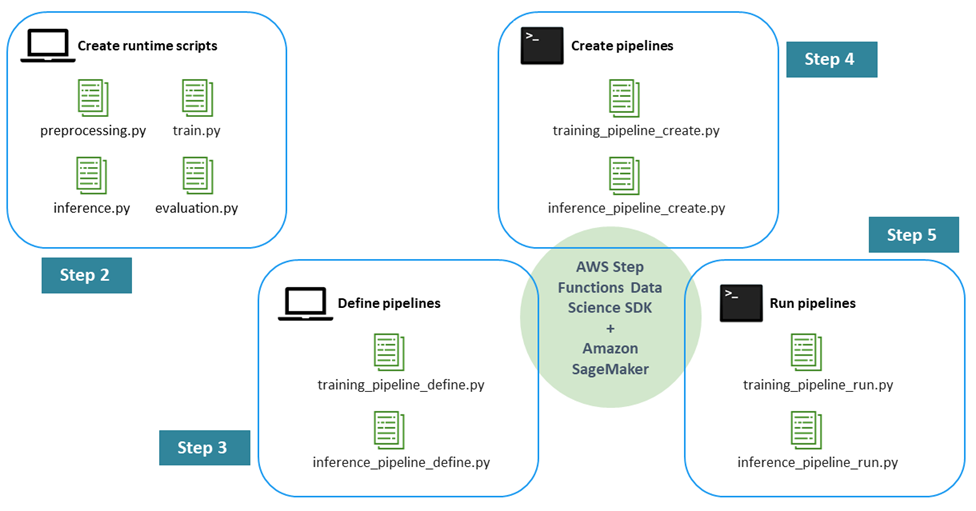 Create runtime scripts
preprocessing.py
train.py
inference.py
evaluation.py
Step 2
>_
Create pipelines
training_pipeline_create.py
inference_pipeline_create.py
Step 4
Define pipelines
training_pipeline_define.py
inference_pipeline_define.py
Step 3
AWS Step
Functions Data
Science SDK
+
Amazon
SageMaker
Step 5
>_
Run pipelines
training_pipeline_run.py
inference_pipeline_run.py